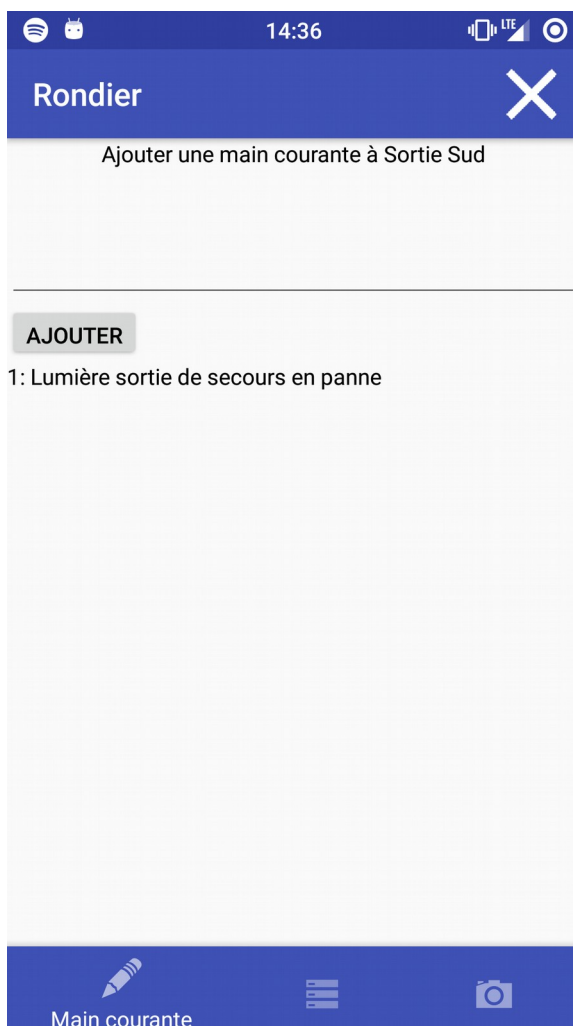 14:36
LTE
Rondier
Ajouter une main courante à Sortie Sud
AJOUTER
1: Lumière sortie de secours en panne
Main courante